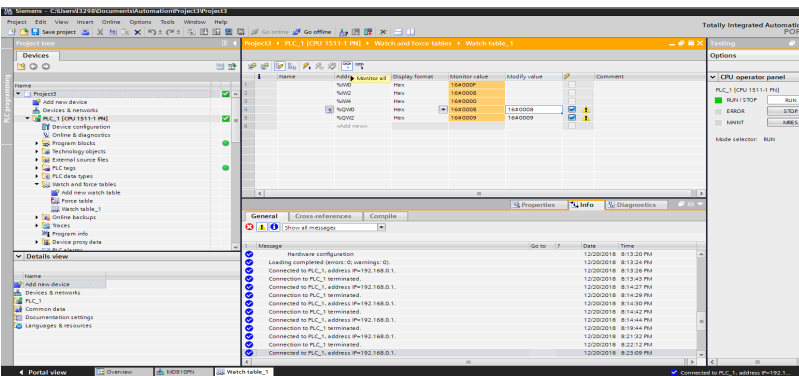 Siemens - C:\Users\13298\Documents\Automation\Project3\Project3
Project Edit View Insert Online Options Tools Window Help
Totally Integrated Automation
POR
Save project Go online Go offline
Project tree
Project3 ▸ PLC_1 [CPU 1511-1 PN] ▸ Watch and force tables ▸ Watch table_1
Testing
Devices
Options
PLC programming
Name
Project3
Add new device
Devices & networks
PLC_1 [CPU 1511-1 PN]
Device configuration
Online & diagnostics
Program blocks
Technology objects
External source files
PLC tags
PLC data types
Watch and force tables
Add new watch table
Force table
Watch table_1
Online backups
Traces
Program info
Device proxy data
i Name Addr Monitor all Display format Monitor value Modify value Comment
1 %IW0 Hex 16#000F
2 %IW2 Hex 16#0000
3 %IW4 Hex 16#0000
4 %QW0 Hex 16#0000 16#0008
5 %QW2 Hex 16#0009 16#0009
6 <Add new>
CPU operator panel
PLC_1 [CPU 1511-1 PN]
RUN / STOP RUN
ERROR STOP
MAINT MRES
Mode selector: RUN
Properties Info Diagnostics
General Cross-references Compile
Show all messages
! Message Go to ? Date Time
Hardware configuration 12/20/2018 8:13:20 PM
Loading completed (errors: 0; warnings: 0). 12/20/2018 8:13:24 PM
Connected to PLC_1, address IP=192.168.0.1. 12/20/2018 8:13:26 PM
Connection to PLC_1 terminated. 12/20/2018 8:13:43 PM
Connected to PLC_1, address IP=192.168.0.1. 12/20/2018 8:14:27 PM
Connection to PLC_1 terminated. 12/20/2018 8:14:29 PM
Connected to PLC_1, address IP=192.168.0.1. 12/20/2018 8:14:30 PM
Connection to PLC_1 terminated. 12/20/2018 8:14:42 PM
Connected to PLC_1, address IP=192.168.0.1. 12/20/2018 8:14:44 PM
Connection to PLC_1 terminated. 12/20/2018 8:19:44 PM
Connected to PLC_1, address IP=192.168.0.1. 12/20/2018 8:21:32 PM
Connection to PLC_1 terminated. 12/20/2018 8:22:12 PM
Connected to PLC_1, address IP=192.168.0.1. 12/20/2018 8:23:09 PM
Details view
Name
Add new device
Devices & networks
PLC_1
Common data
Documentation settings
Languages & resources
Portal view Overview MD810PN Watch table_1
Connected to PLC_1, address IP=192.1...